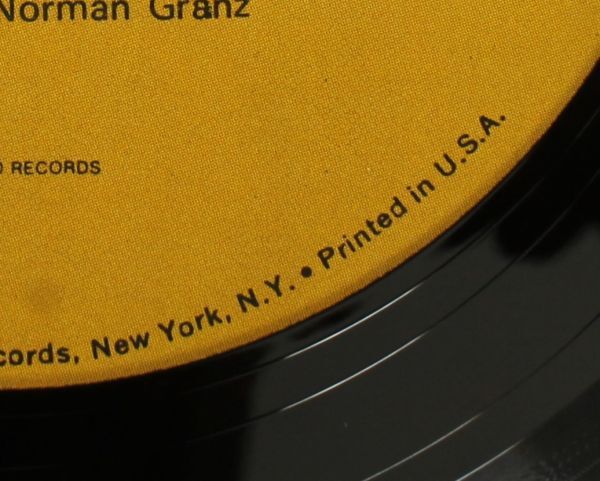 Norman Granz
RECORDS
cords, New York, N.Y. • Printed in U.S.A.